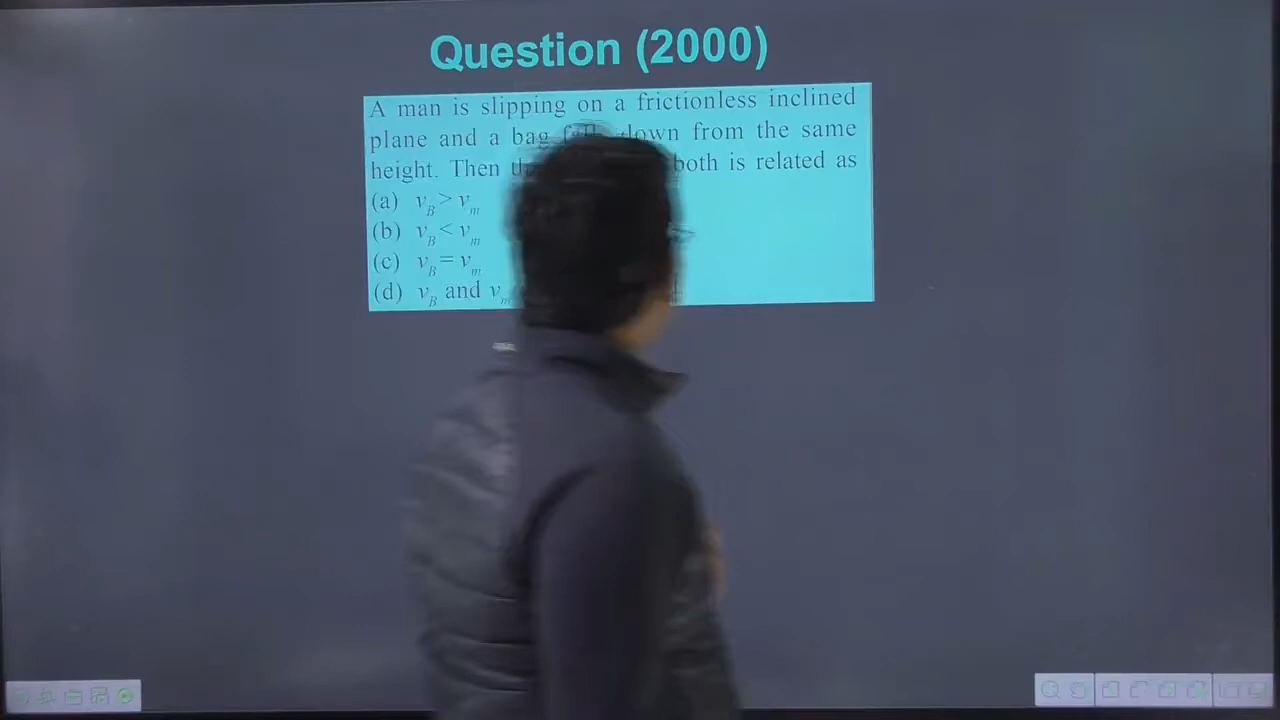 Question (2000)
A man is slipping on a frictionless inclined
plane and a bag down from the same
height. Then both is related as
(a) v_B > v_m
(b) v_B < v_m
(c) v_B = v_m
(d) v_B and v_m